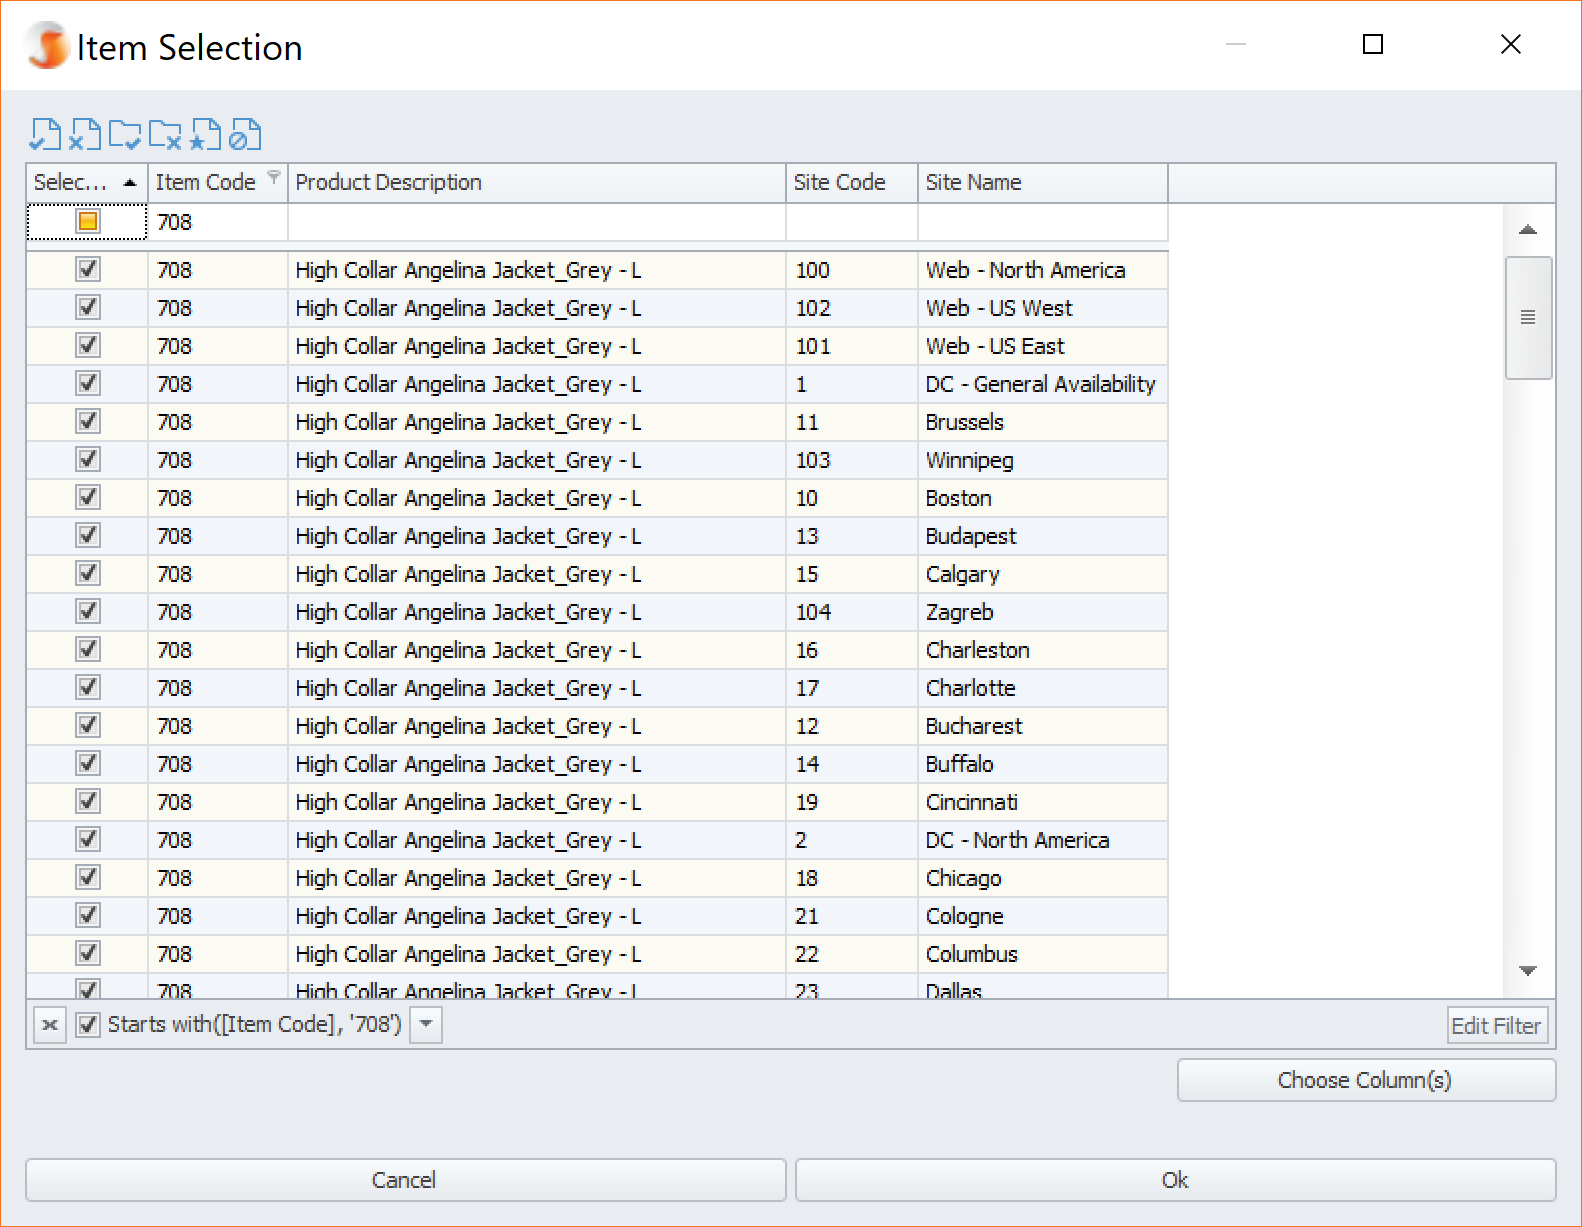 Item Selection
Selec... Item Code Product Description Site Code Site Name
708
708 High Collar Angelina Jacket_Grey - L 100 Web - North America
708 High Collar Angelina Jacket_Grey - L 102 Web - US West
708 High Collar Angelina Jacket_Grey - L 101 Web - US East
708 High Collar Angelina Jacket_Grey - L 1 DC - General Availability
708 High Collar Angelina Jacket_Grey - L 11 Brussels
708 High Collar Angelina Jacket_Grey - L 103 Winnipeg
708 High Collar Angelina Jacket_Grey - L 10 Boston
708 High Collar Angelina Jacket_Grey - L 13 Budapest
708 High Collar Angelina Jacket_Grey - L 15 Calgary
708 High Collar Angelina Jacket_Grey - L 104 Zagreb
708 High Collar Angelina Jacket_Grey - L 16 Charleston
708 High Collar Angelina Jacket_Grey - L 17 Charlotte
708 High Collar Angelina Jacket_Grey - L 12 Bucharest
708 High Collar Angelina Jacket_Grey - L 14 Buffalo
708 High Collar Angelina Jacket_Grey - L 19 Cincinnati
708 High Collar Angelina Jacket_Grey - L 2 DC - North America
708 High Collar Angelina Jacket_Grey - L 18 Chicago
708 High Collar Angelina Jacket_Grey - L 21 Cologne
708 High Collar Angelina Jacket_Grey - L 22 Columbus
708 High Collar Angelina Jacket_Grey - L 23 Dallas
Starts with([Item Code], '708') Edit Filter
Choose Column(s)
Cancel Ok